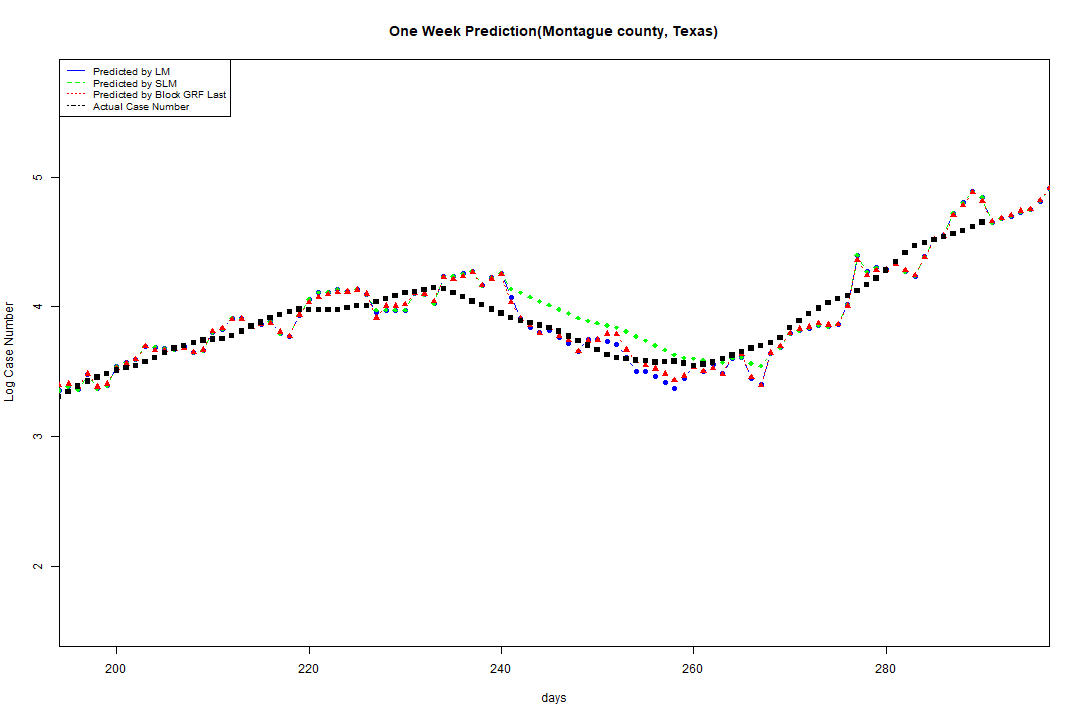 One Week Prediction(Montague county, Texas)
Predicted by LM
Predicted by SLM
Predicted by Block GRF Last
Actual Case Number
5
4
3
2
Log Case Number
200 220 240 260 280
days